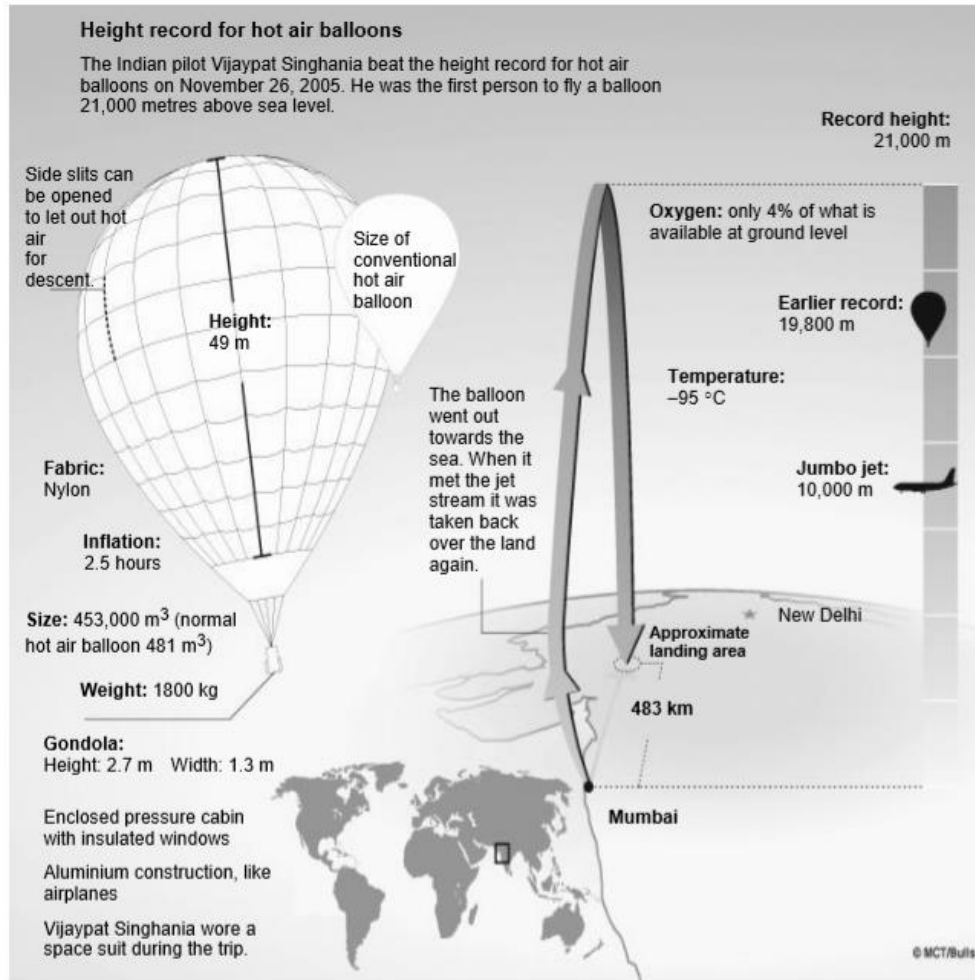 Height record for hot air balloons
The Indian pilot Vijaypat Singhania beat the height record for hot air
balloons on November 26, 2005. He was the first person to fly a balloon
21,000 metres above sea level.
Record height:
21,000 m
Side slits can
be opened
to let out hot
air
for
descent.
Size of
conventional
hot air
balloon
Height:
49 m
Oxygen: only 4% of what is
available at ground level
Earlier record:
19,800 m
Temperature:
–95 °C
The balloon
went out
towards the
sea. When it
met the jet
stream it was
taken back
over the land
again.
Jumbo jet:
10,000 m
Fabric:
Nylon
Inflation:
2.5 hours
Size: 453,000 m³ (normal
hot air balloon 481 m³)
Weight: 1800 kg
New Delhi
Approximate
landing area
483 km
Mumbai
Gondola:
Height: 2.7 m Width: 1.3 m
Enclosed pressure cabin
with insulated windows
Aluminium construction, like
airplanes
Vijaypat Singhania wore a
space suit during the trip.
© MCT/Bulls